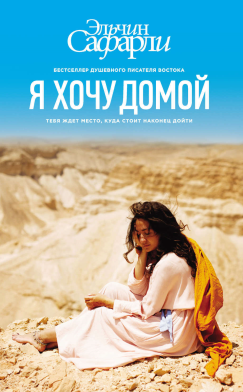 Эльчин
Сафарли
БЕСТСЕЛЛЕР ДУШЕВНОГО ПИСАТЕЛЯ ВОСТОКА
Я ХОЧУ ДОМОЙ
ТЕБЯ ЖДЕТ МЕСТО, КУДА СТОИТ НАКОНЕЦ ДОЙТИ